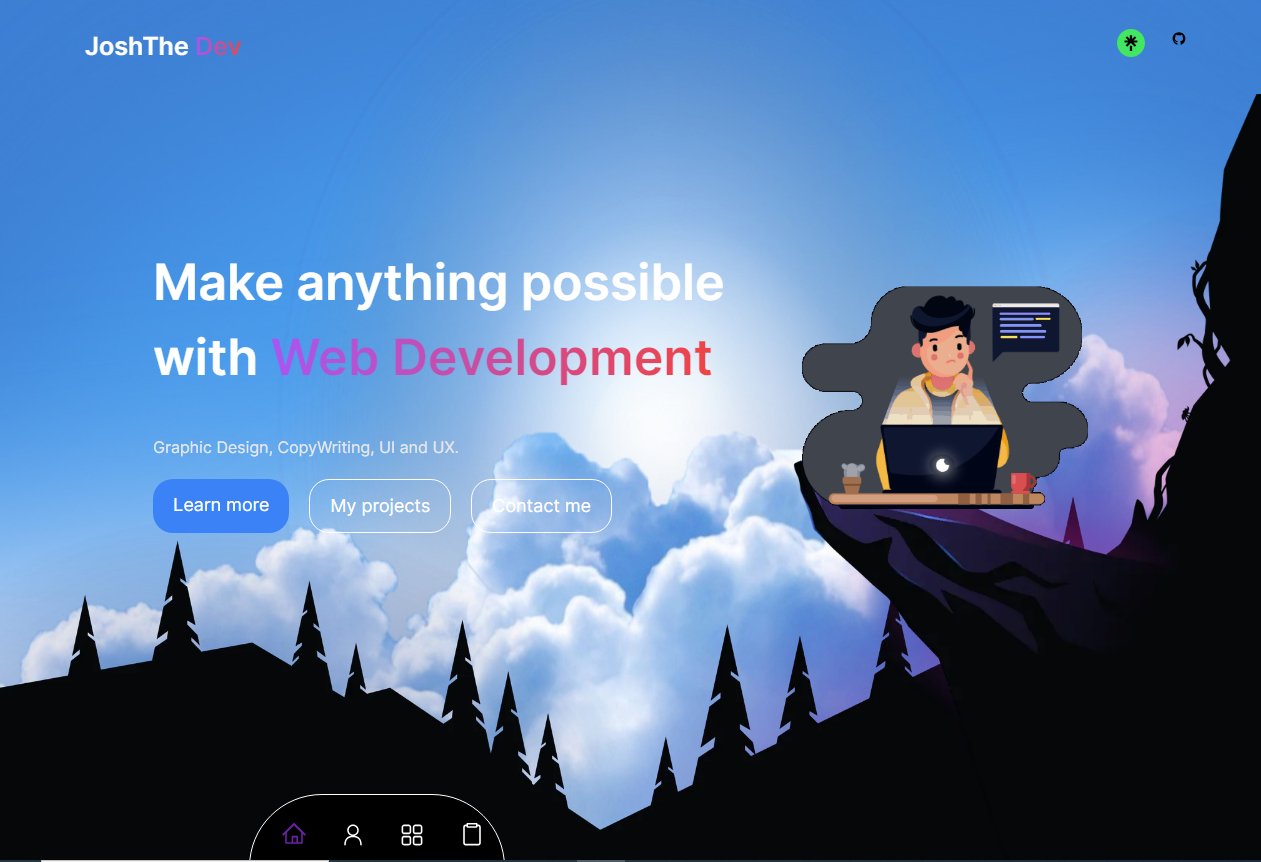 JoshThe Dev
Make anything possible
with Web Development
Graphic Design, CopyWriting, UI and UX.
Learn more
My projects
Contact me